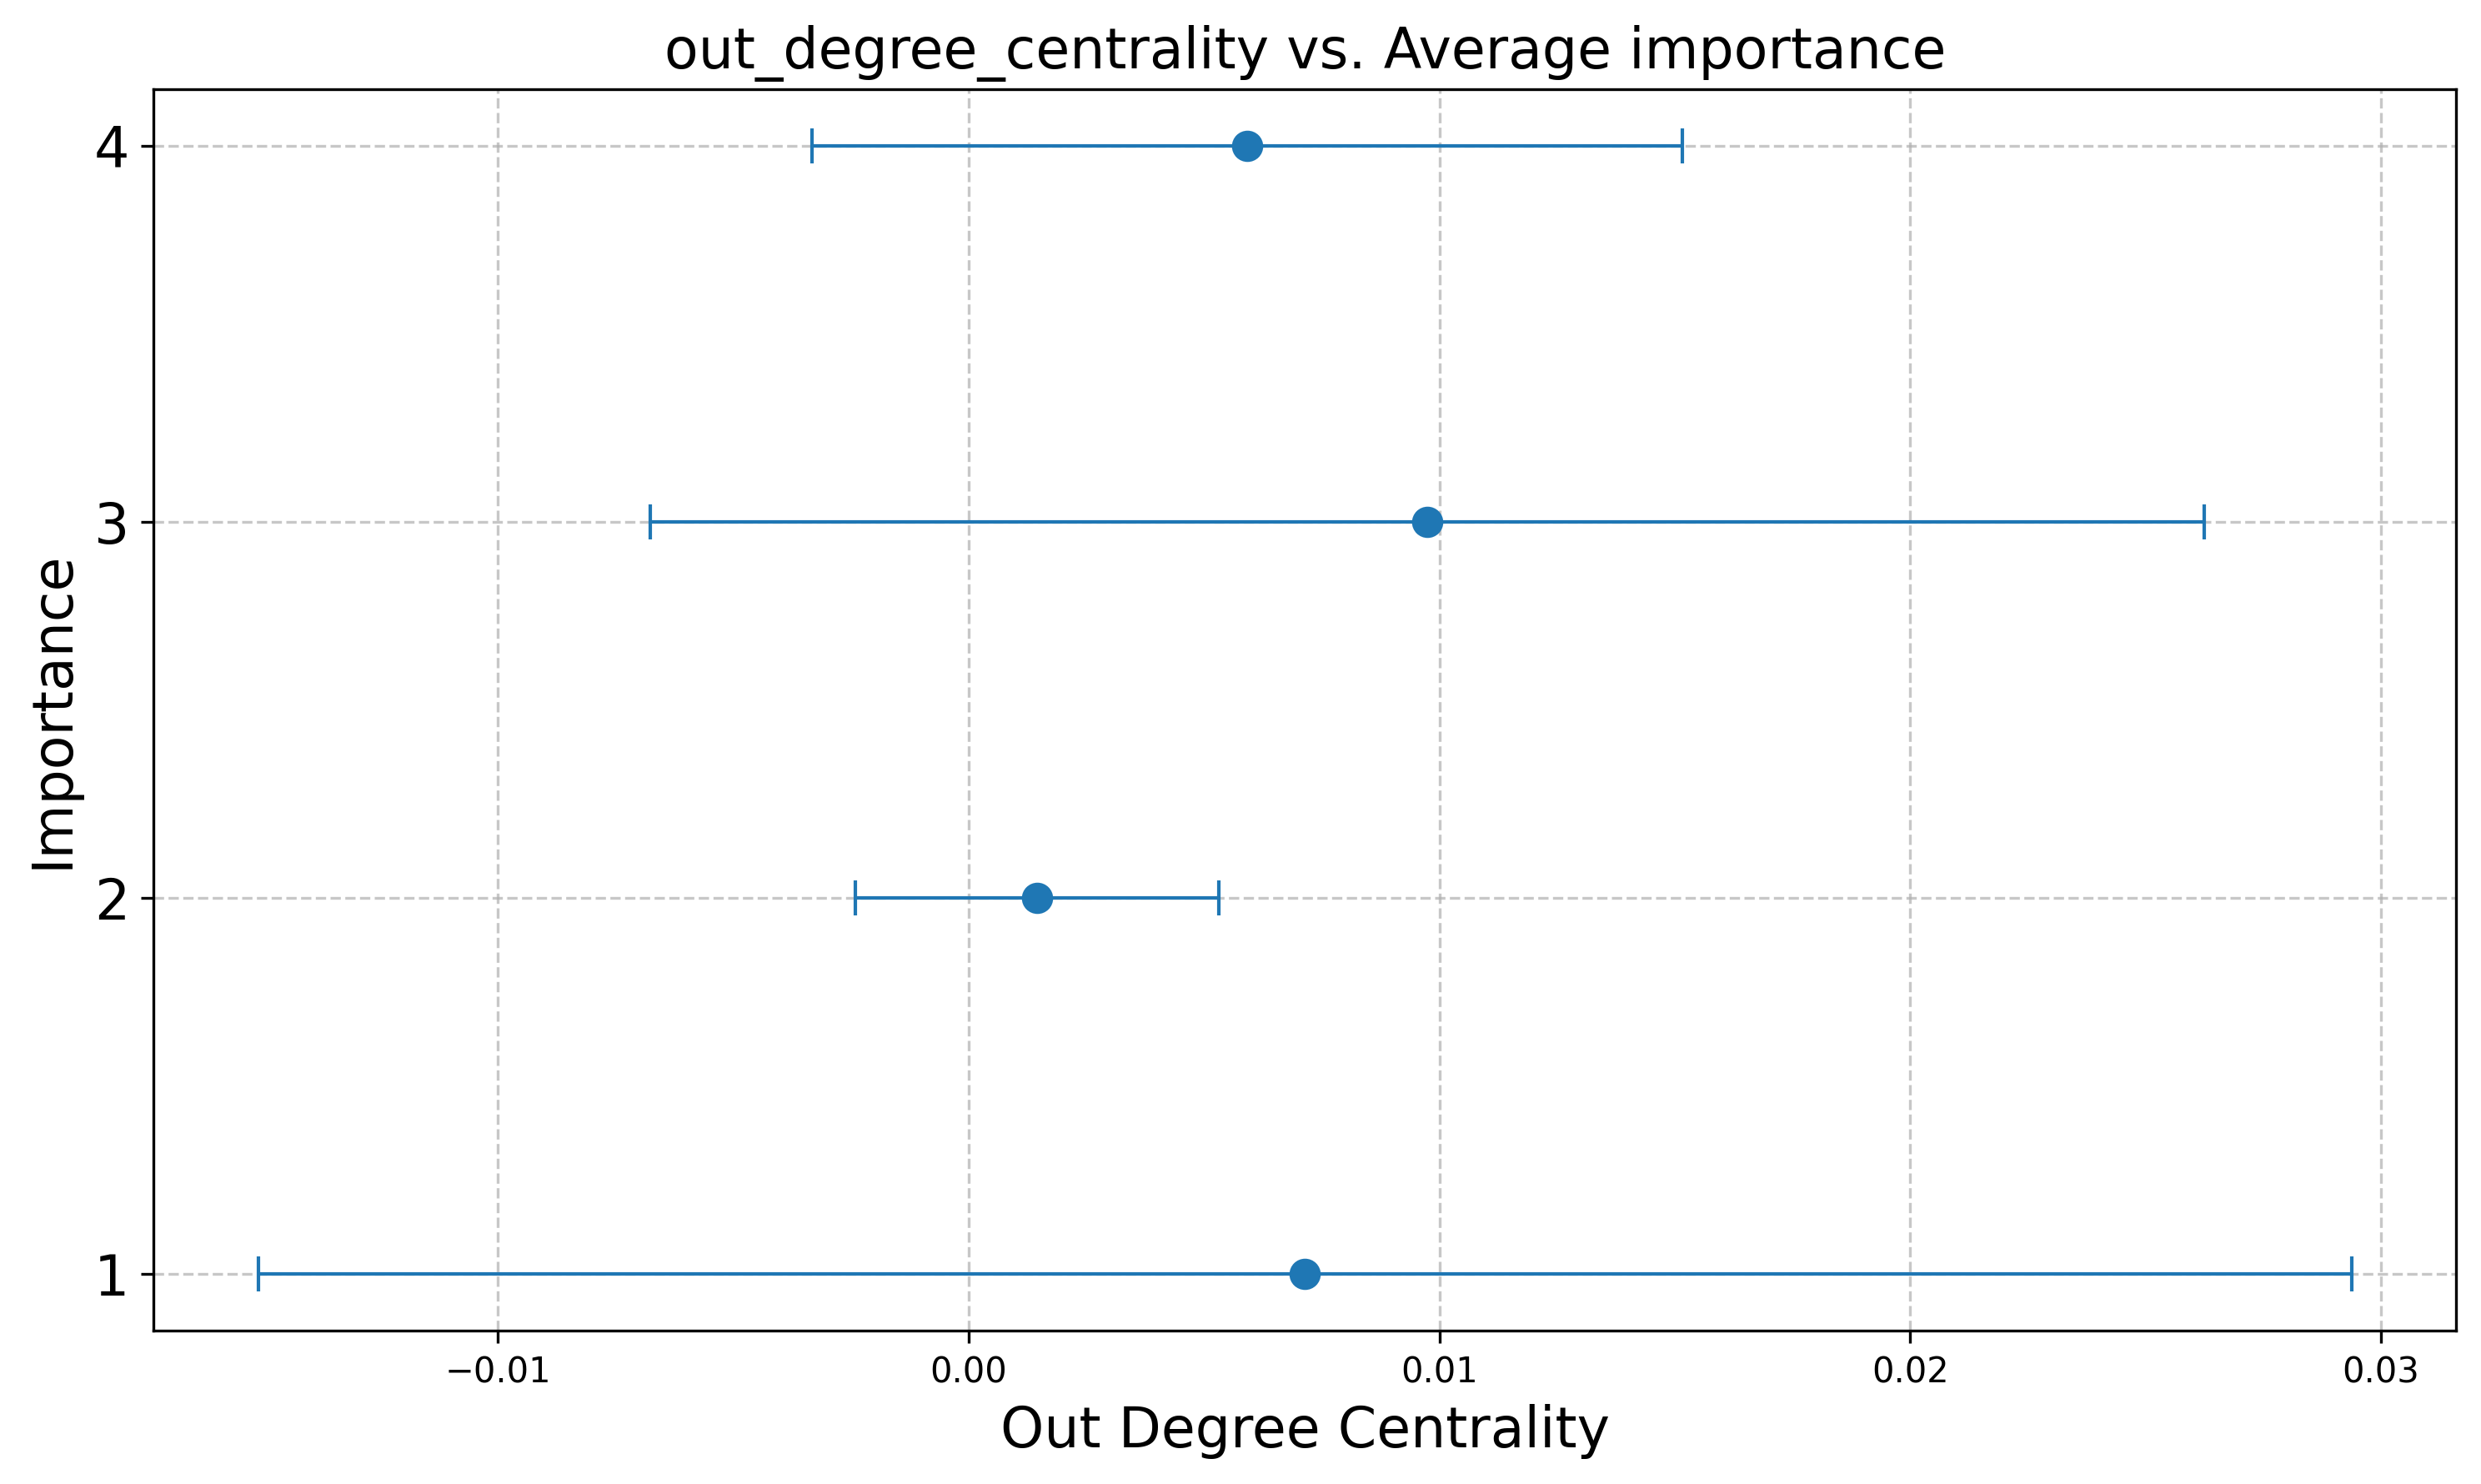 out_degree_centrality vs. Average importance
4
3
2
1
Importance
−0.01 0.00 0.01 0.02 0.03
Out Degree Centrality